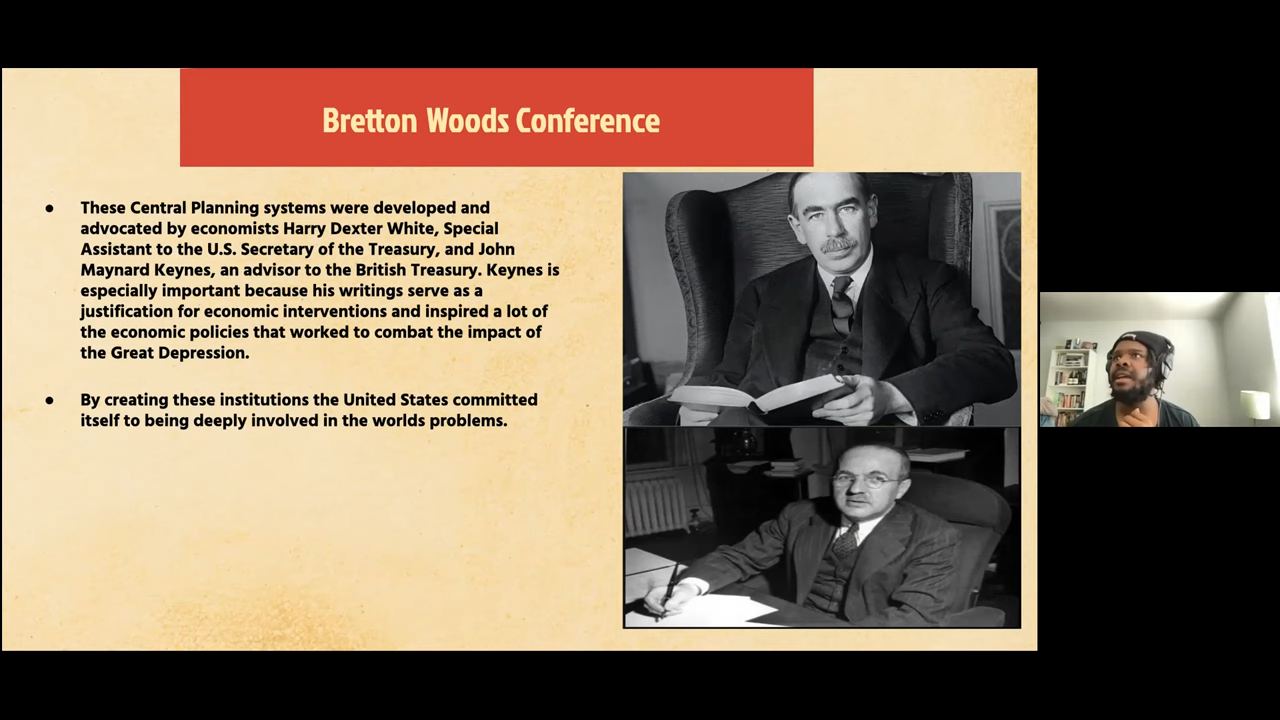 Bretton Woods Conference
● These Central Planning systems were developed and
advocated by economists Harry Dexter White, Special
Assistant to the U.S. Secretary of the Treasury, and John
Maynard Keynes, an advisor to the British Treasury. Keynes is
especially important because his writings serve as a
justification for economic interventions and inspired a lot of
the economic policies that worked to combat the impact of
the Great Depression.
● By creating these institutions the United States committed
itself to being deeply involved in the worlds problems.